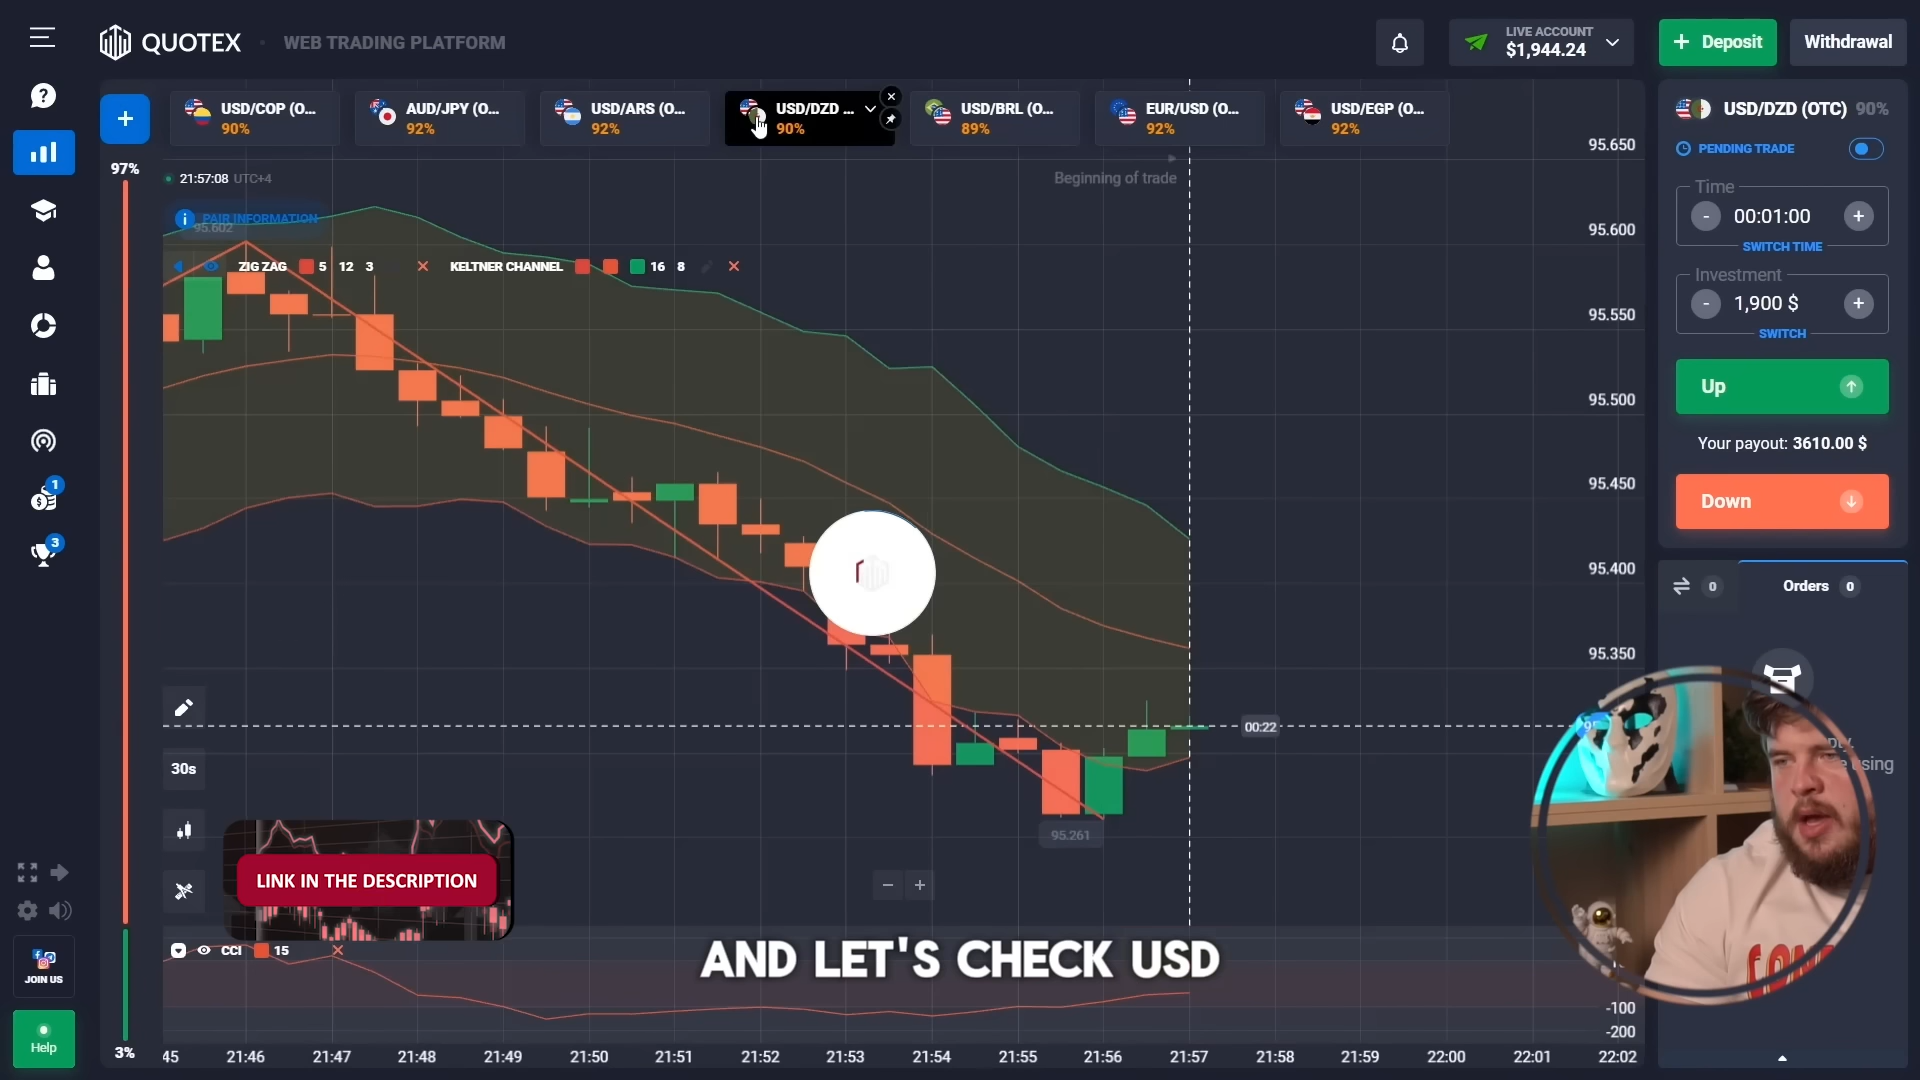 QUOTEX
WEB TRADING PLATFORM
LIVE ACCOUNT
$1,944.24
Deposit
Withdrawal
USD/COP (O...
90%
AUD/JPY (O...
92%
USD/ARS (O...
92%
USD/DZD ...
90%
USD/BRL (O...
89%
EUR/USD (O...
92%
USD/EGP (O...
92%
USD/DZD (OTC) 90%
PENDING TRADE
Time
- 00:01:00 +
SWITCH TIME
Investment
- 1,900 $ +
SWITCH
Up
Your payout: 3610.00 $
Down
0
Orders 0
using
97%
21:57:08 UTC+4
Beginning of trade
PAIR INFORMATION
95.602
ZIG ZAG 5 12 3
KELTNER CHANNEL 16 8
95.650
95.600
95.550
95.500
95.450
95.400
95.350
00:22
95.261
1
3
30s
LINK IN THE DESCRIPTION
CCI 15
AND LET'S CHECK USD
-100
-200
JOIN US
Help
3%
:45 21:46 21:47 21:48 21:49 21:50 21:51 21:52 21:53 21:54 21:55 21:56 21:57 21:58 21:59 22:00 22:01 22:02